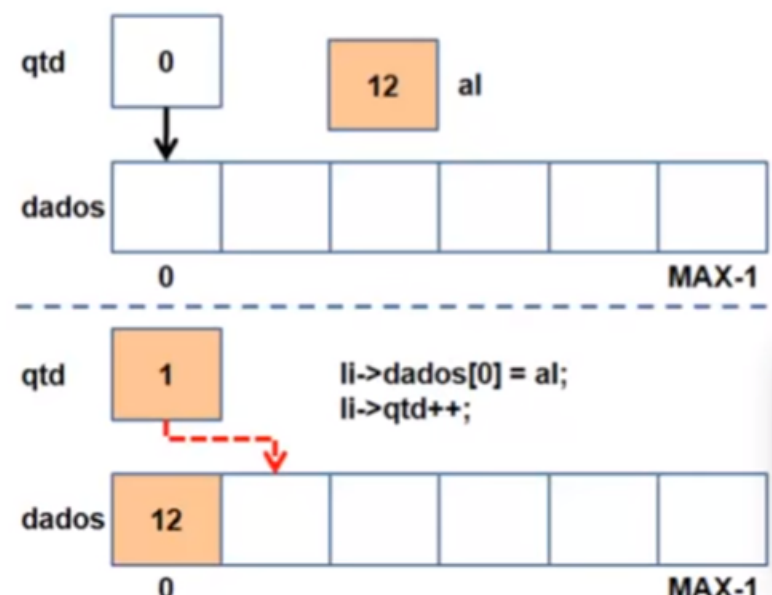 qtd 0
12 al
dados
0 MAX-1
qtd 1
li->dados[0] = al;
li->qtd++;
dados 12
0 MAX-1